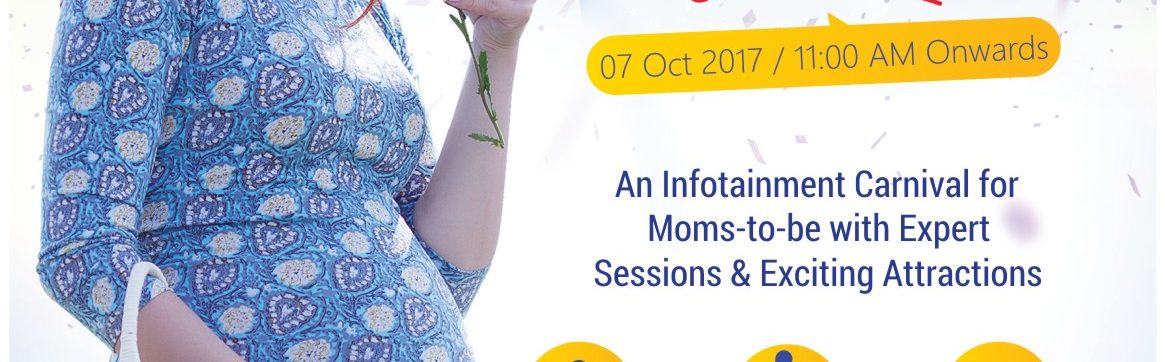 07 Oct 2017 / 11:00 AM Onwards
An Infotainment Carnival for
Moms-to-be with Expert
Sessions & Exciting Attractions